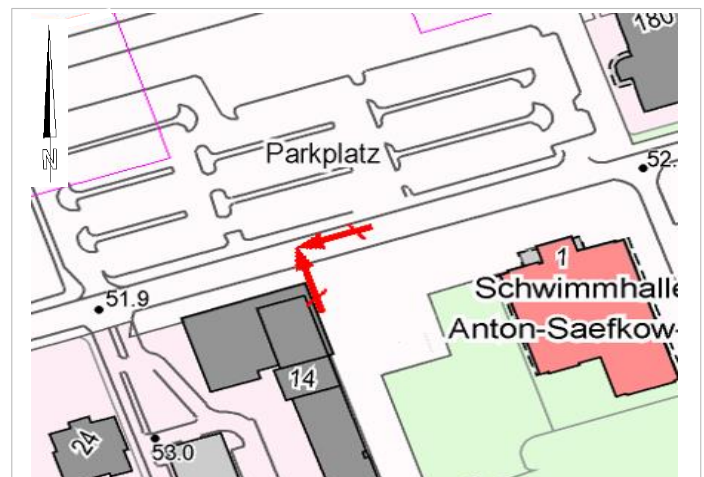 180
N
Parkplatz
52.
1
Schwimmhalle
Anton-Saefkow-
51.9
14
24
53.0